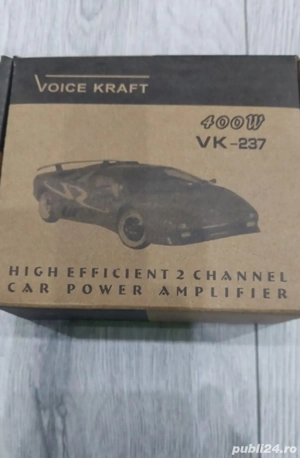 VOICE KRAFT
400W
VK-237
HIGH EFFICIENT 2 CHANNEL
CAR POWER AMPLIFIER
publi24.ro